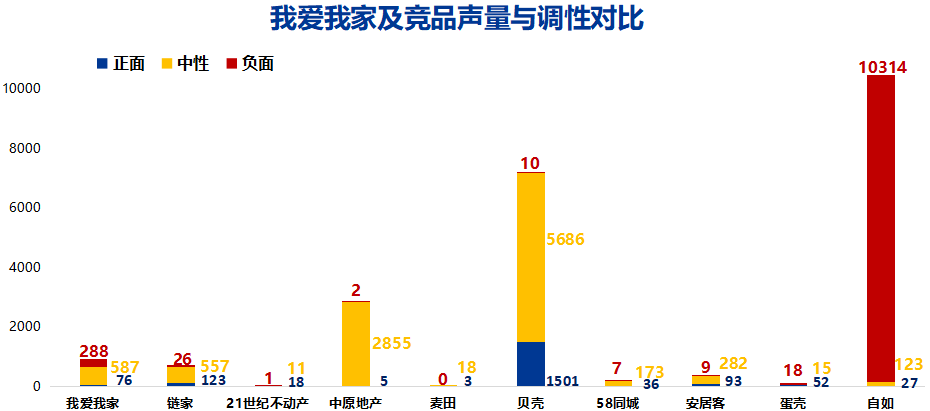 我爱我家及竞品声量与调性对比
正面 中性 负面
10000
8000
6000
4000
2000
0
288 587 76
26 557 123
1 11 18
2 2855 5
0 18 3
10 5686 1501
7 173 36
9 282 93
18 15 52
10314 123 27
我爱我家 链家 21世纪不动产 中原地产 麦田 贝壳 58同城 安居客 蛋壳 自如